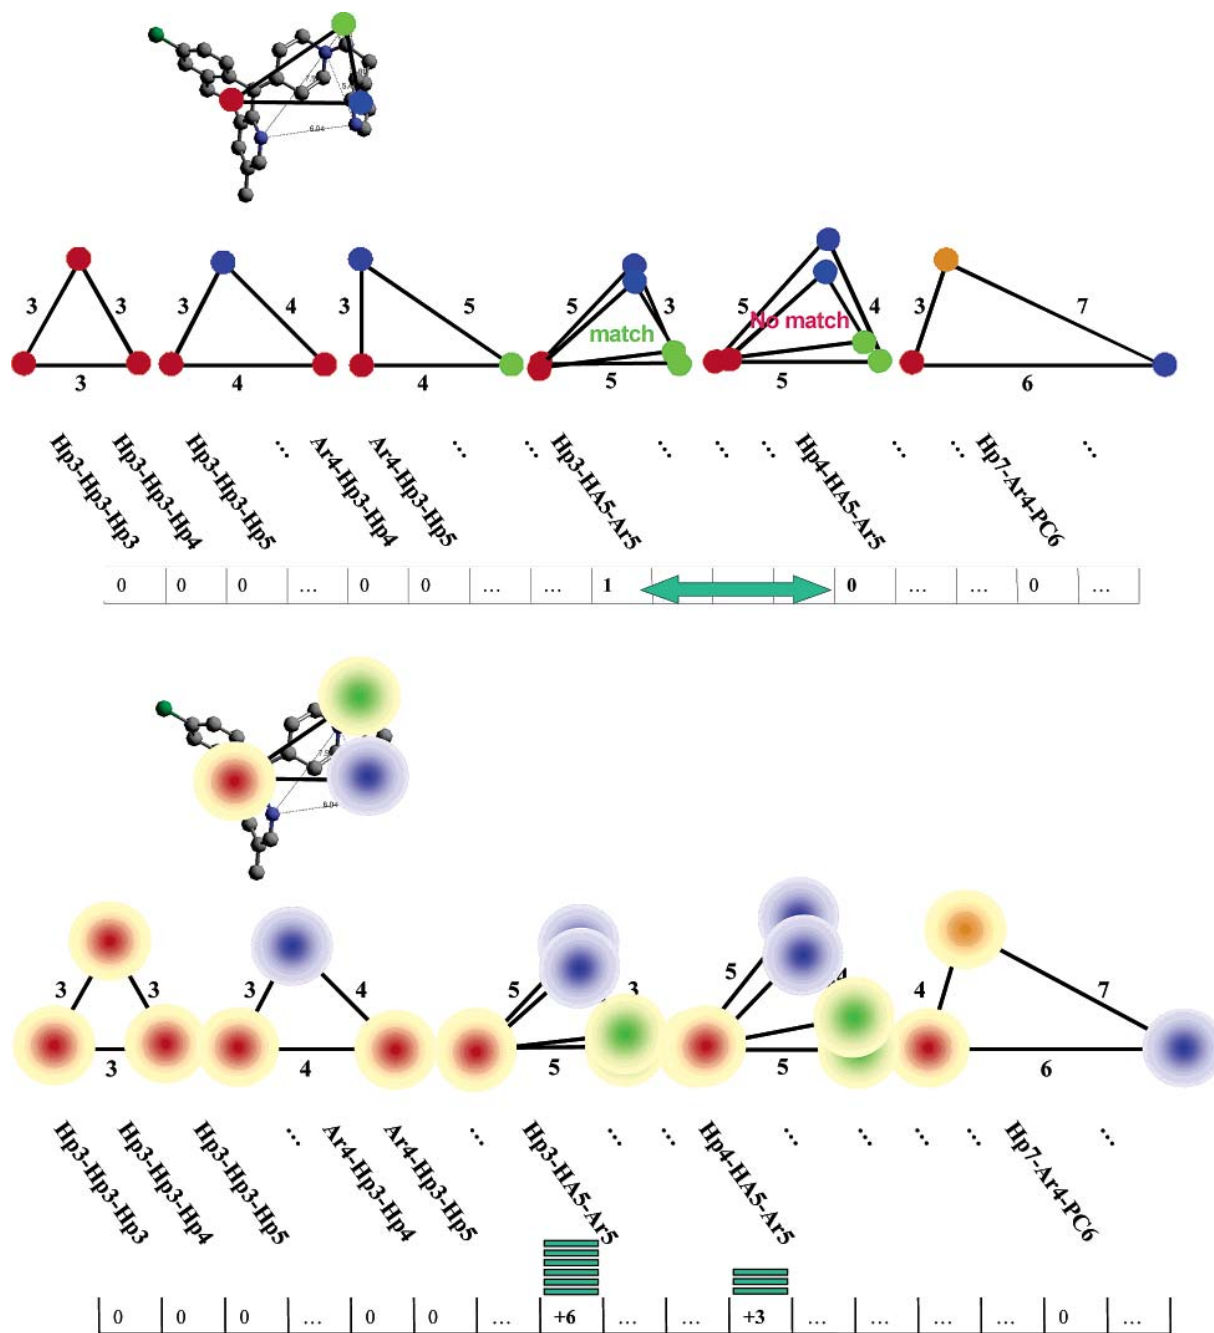 6.04
3 3 3 4 3 5 5 3 5 4 3 7
match No match
3 4 4 5 5 6
Hp3-Hp3-Hp3 Hp3-Hp3-Hp4 Hp3-Hp3-Hp5 ... Ar4-Hp3-Hp4 Ar4-Hp3-Hp5 ... ... Hp3-HA5-Ar5 ... ... ... Hp4-HA5-Ar5 ... ... Hp7-Ar4-PC6 ...
0 0 0 ... 0 0 ... ... 1 0 ... ... 0 ...
3 3 3 4 5 3 5 4 4 7
3 4 5 5 6
Hp3-Hp3-Hp3 Hp3-Hp3-Hp4 Hp3-Hp3-Hp5 ... Ar4-Hp3-Hp4 Ar4-Hp3-Hp5 ... Hp3-HA5-Ar5 ... ... Hp4-HA5-Ar5 ... ... ... ... Hp7-Ar4-PC6 ...
0 0 0 ... 0 0 ... +6 ... ... +3 ... ... ... ... 0 ...